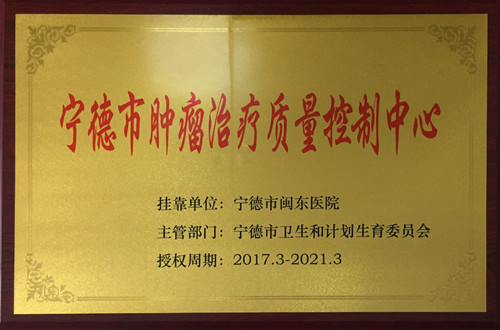 宁德市肿瘤治疗质量控制中心
挂靠单位：宁德市闽东医院
主管部门：宁德市卫生和计划生育委员会
授权周期：2017.3-2021.3